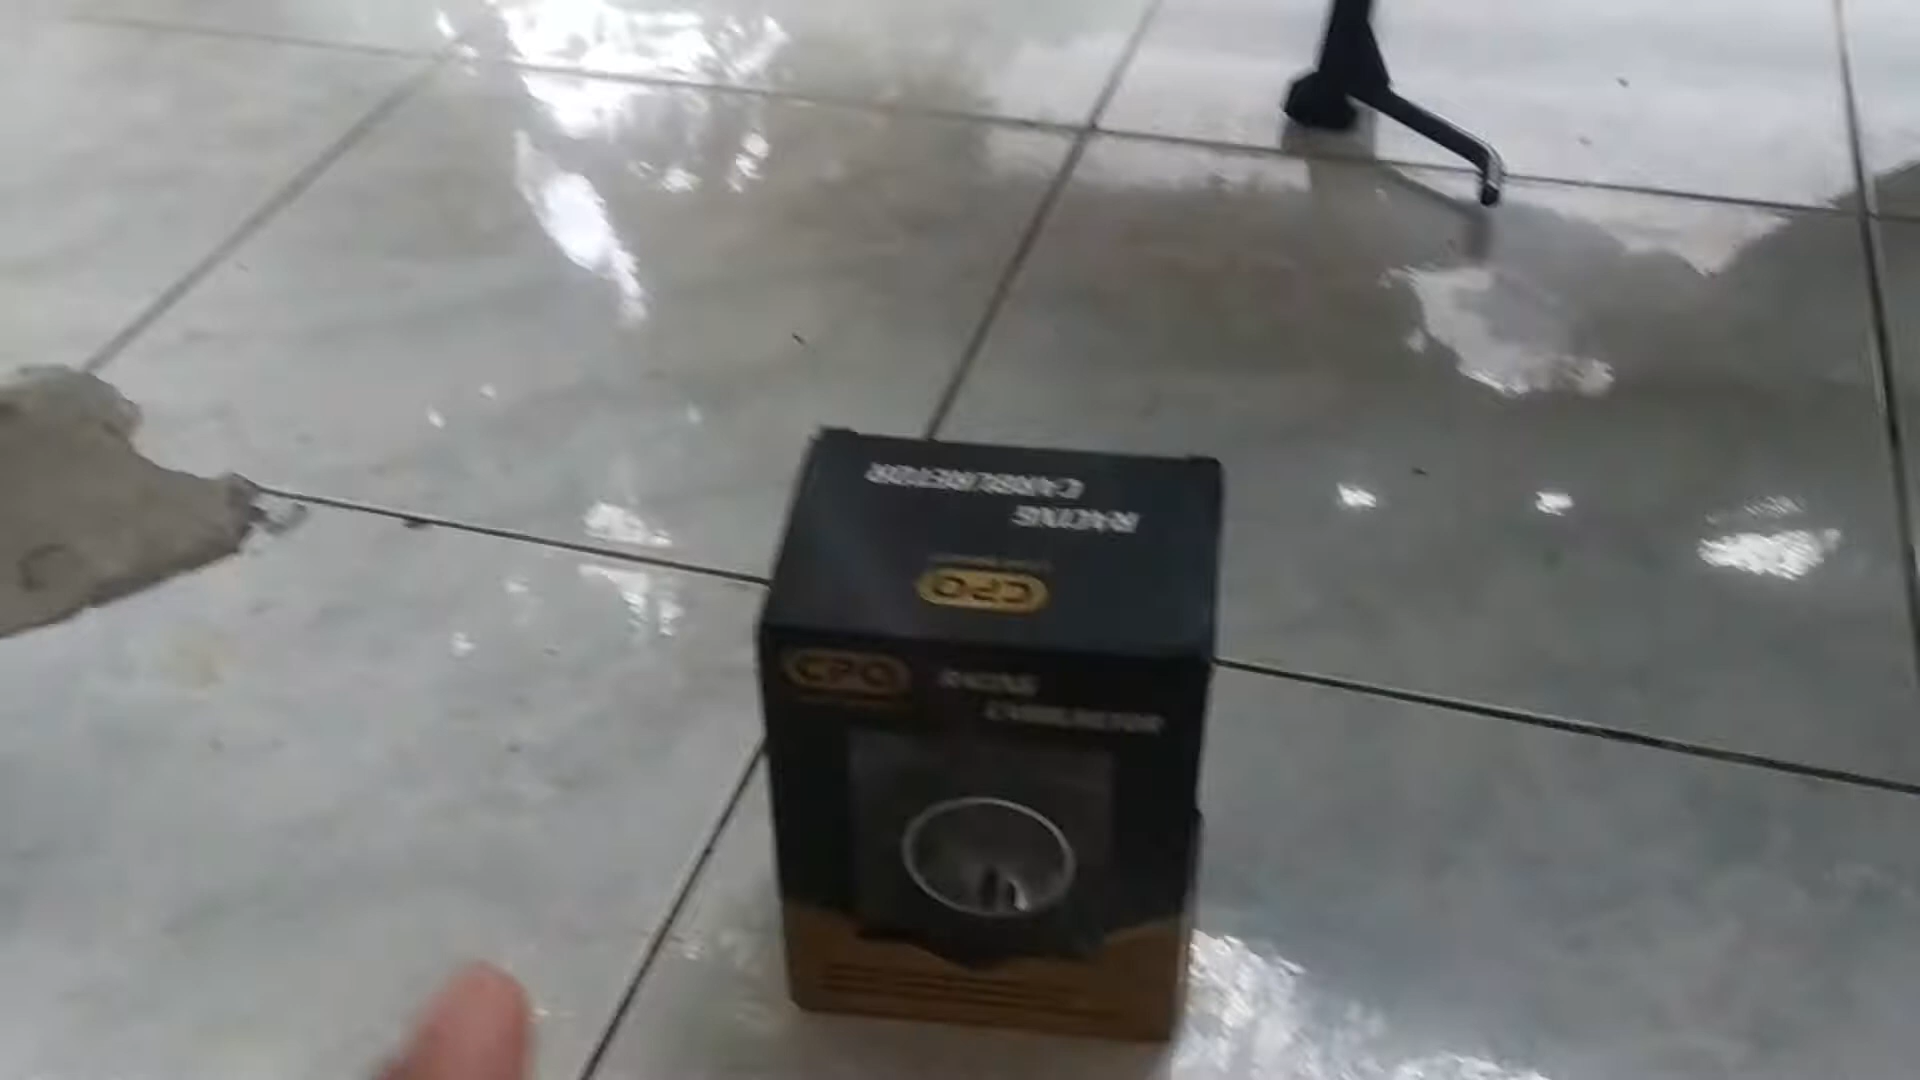 RACING
CARBURETOR
CPO
CPO
RACING
CARBURETOR